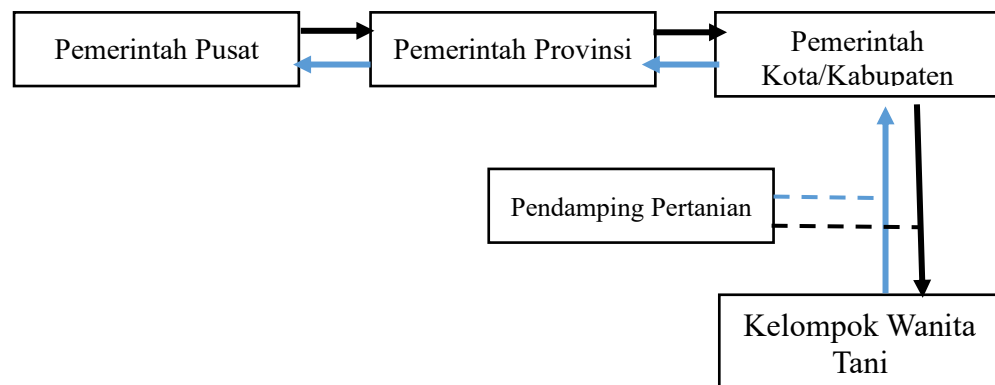 Pemerintah Pusat
Pemerintah Provinsi
Pemerintah
Kota/Kabupaten
Pendamping Pertanian
Kelompok Wanita
Tani